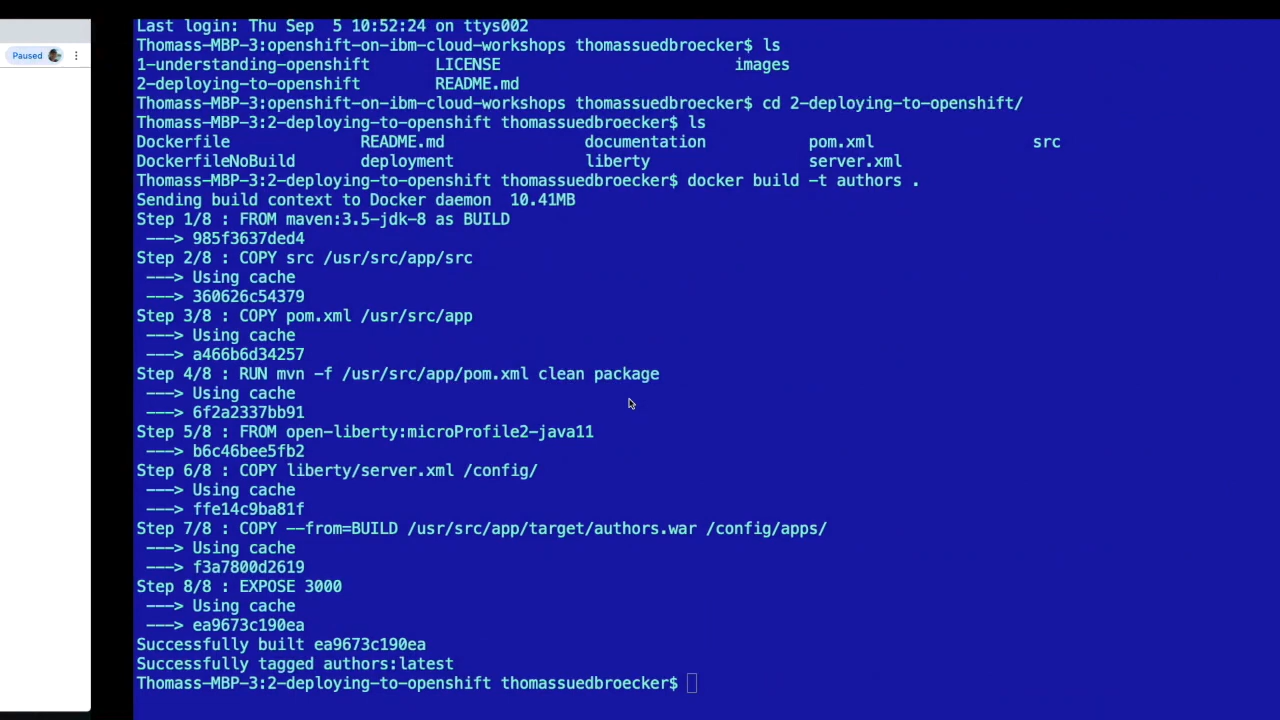 Paused
Last login: Thu Sep  5 10:52:24 on ttys002
Thomass-MBP-3:openshift-on-ibm-cloud-workshops thomassuedbroecker$ ls
1-understanding-openshift       LICENSE                         images
2-deploying-to-openshift        README.md
Thomass-MBP-3:openshift-on-ibm-cloud-workshops thomassuedbroecker$ cd 2-deploying-to-openshift/
Thomass-MBP-3:2-deploying-to-openshift thomassuedbroecker$ ls
Dockerfile              README.md               documentation           pom.xml                 src
DockerfileNoBuild       deployment              liberty                 server.xml
Thomass-MBP-3:2-deploying-to-openshift thomassuedbroecker$ docker build -t authors .
Sending build context to Docker daemon  10.41MB
Step 1/8 : FROM maven:3.5-jdk-8 as BUILD
 ---> 985f3637ded4
Step 2/8 : COPY src /usr/src/app/src
 ---> Using cache
 ---> 360626c54379
Step 3/8 : COPY pom.xml /usr/src/app
 ---> Using cache
 ---> a466b6d34257
Step 4/8 : RUN mvn -f /usr/src/app/pom.xml clean package
 ---> Using cache
 ---> 6f2a2337bb91
Step 5/8 : FROM open-liberty:microProfile2-java11
 ---> b6c46bee5fb2
Step 6/8 : COPY liberty/server.xml /config/
 ---> Using cache
 ---> ffe14c9ba81f
Step 7/8 : COPY --from=BUILD /usr/src/app/target/authors.war /config/apps/
 ---> Using cache
 ---> f3a7800d2619
Step 8/8 : EXPOSE 3000
 ---> Using cache
 ---> ea9673c190ea
Successfully built ea9673c190ea
Successfully tagged authors:latest
Thomass-MBP-3:2-deploying-to-openshift thomassuedbroecker$